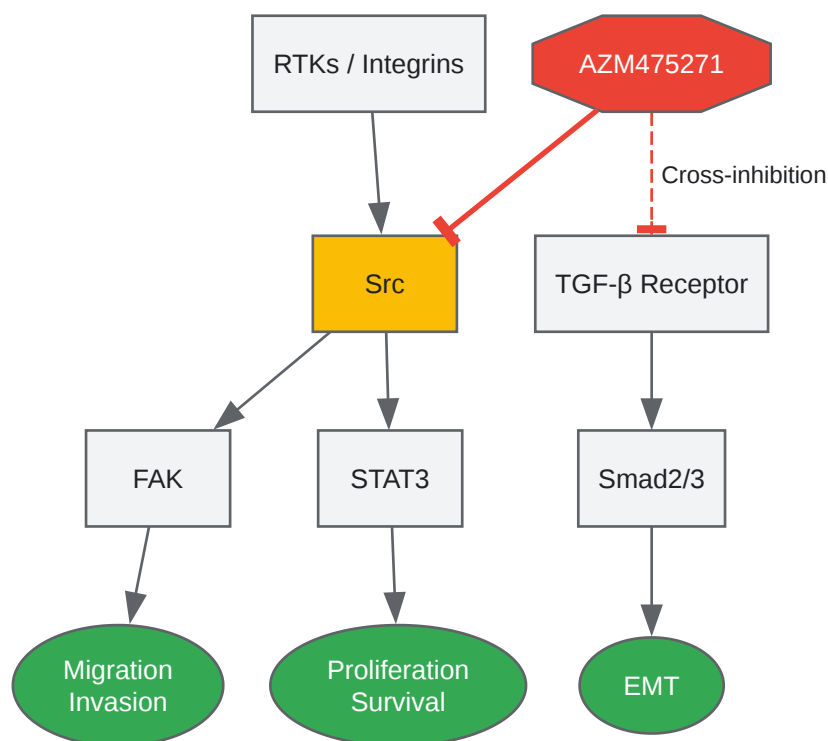 RTKs / Integrins
AZM475271
Cross-inhibition
Src
TGF-β Receptor
FAK
STAT3
Smad2/3
Migration
Invasion
Proliferation
Survival
EMT